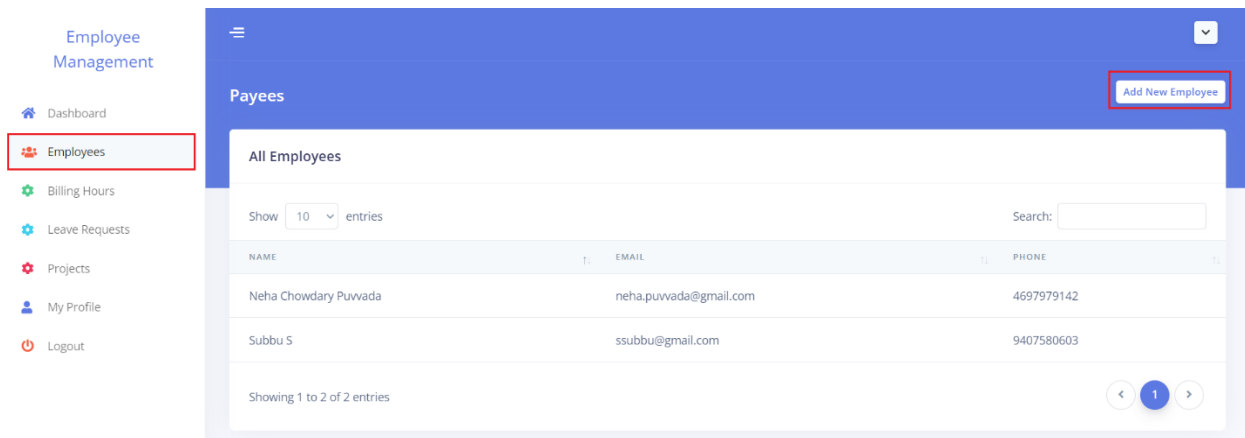 Employee
Management
Dashboard
Employees
Billing Hours
Leave Requests
Projects
My Profile
Logout
Payees
Add New Employee
All Employees
Show 10 entries
Search:
NAME EMAIL PHONE
Neha Chowdary Puvvada neha.puvvada@gmail.com 4697979142
Subbu S ssubbu@gmail.com 9407580603
Showing 1 to 2 of 2 entries
1